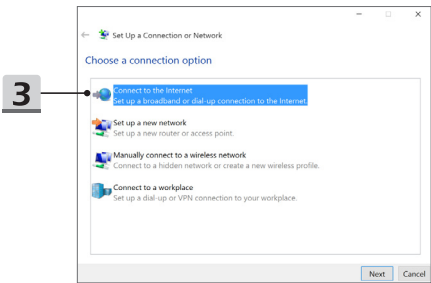 Set Up a Connection or Network
Choose a connection option
3
Connect to the Internet
Set up a broadband or dial-up connection to the Internet.
Set up a new network
Set up a new router or access point.
Manually connect to a wireless network
Connect to a hidden network or create a new wireless profile.
Connect to a workplace
Set up a dial-up or VPN connection to your workplace.
Next
Cancel